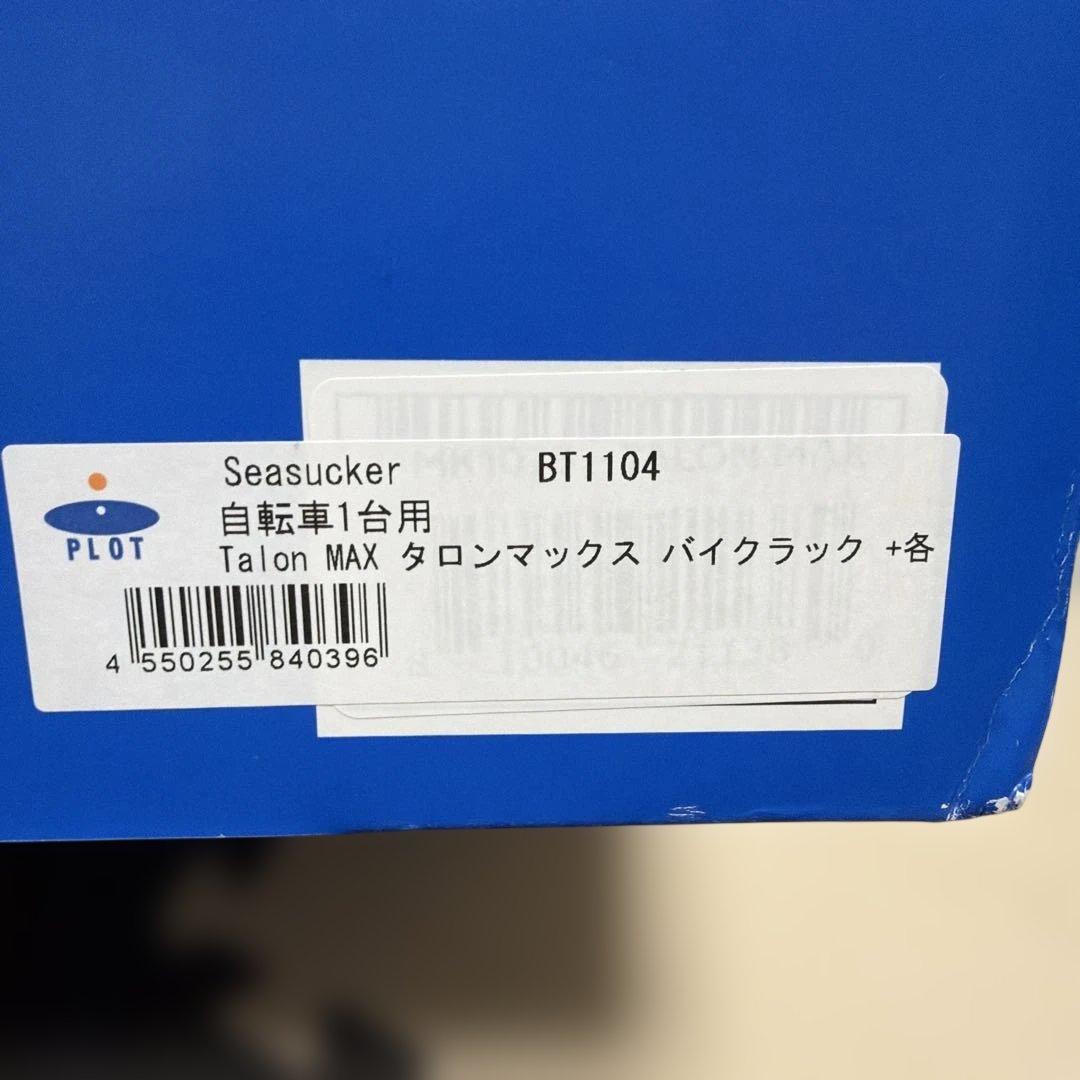 Seasucker BT1104
自転車1台用
PLOT
Talon MAX タロンマックス バイクラック +各
4 550255 840396